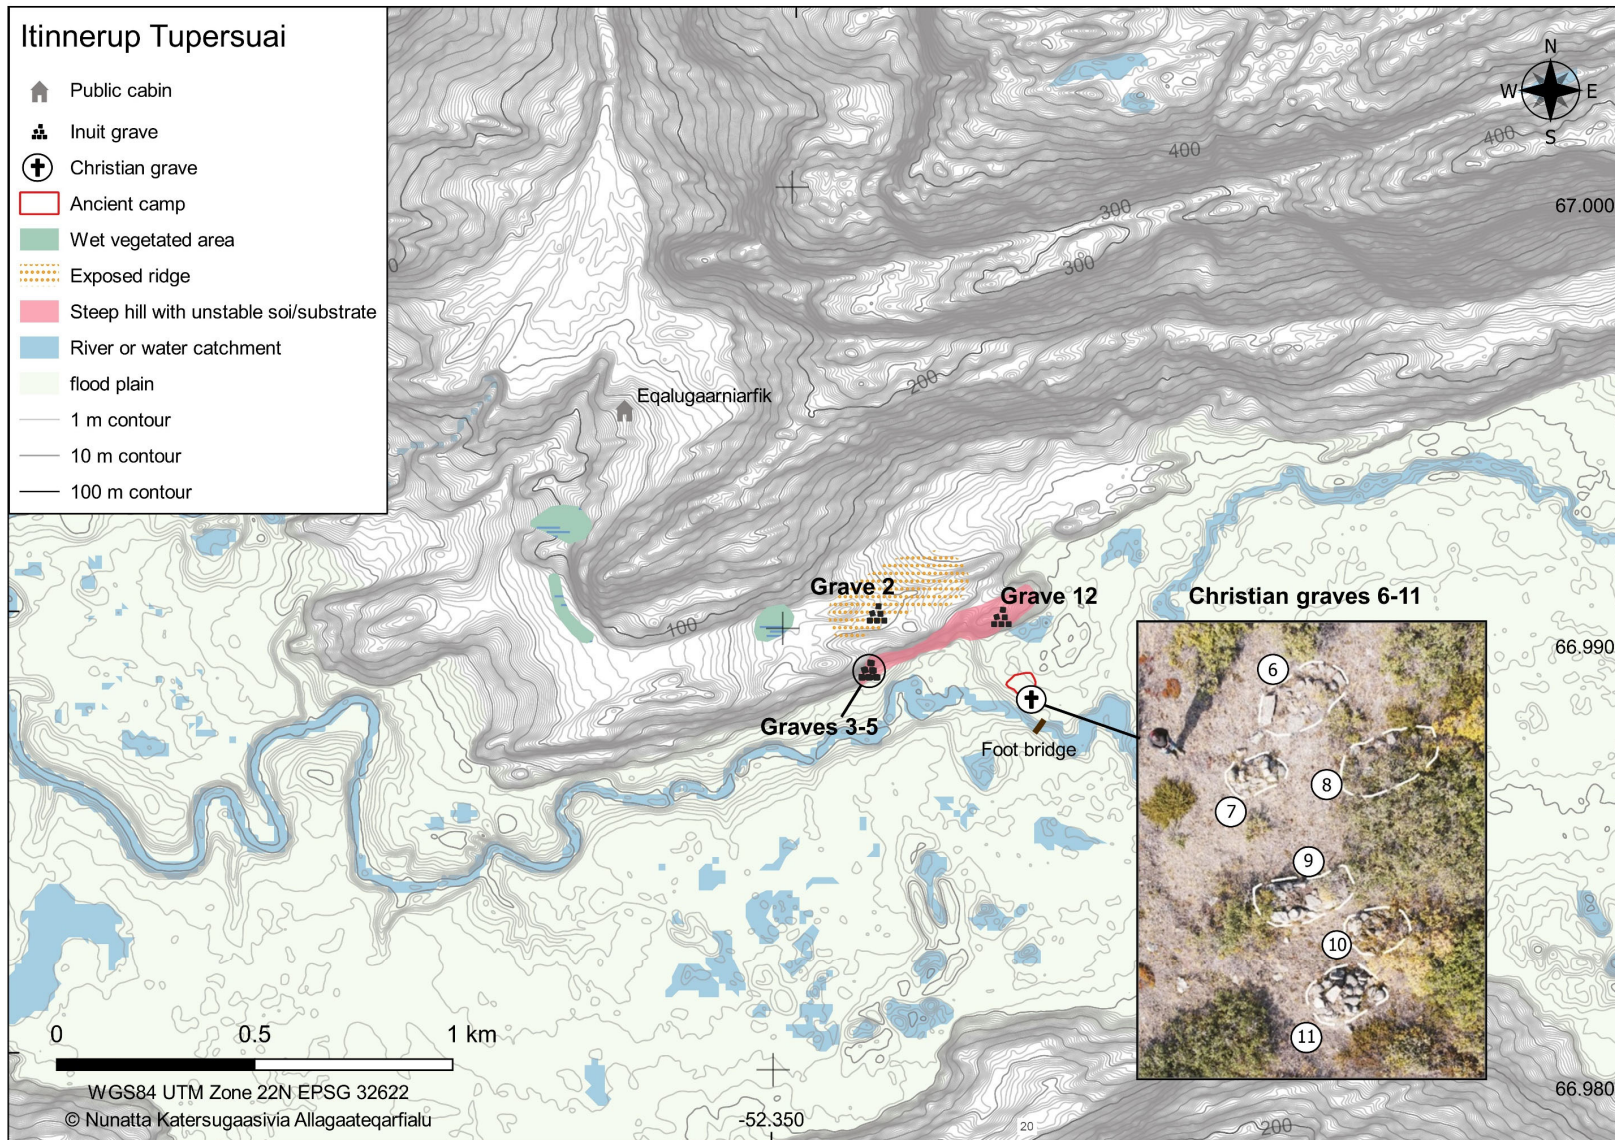 Itinnerup Tupersuai
Public cabin
Inuit grave
Christian grave
Ancient camp
Wet vegetated area
Exposed ridge
Steep hill with unstable soi/substrate
River or water catchment
flood plain
1 m contour
10 m contour
100 m contour
N
W E
S
400
400
67.000
300
0
300
200
Eqalugaarniarfik
Grave 2
Grave 12
Christian graves 6-11
100
66.990
Graves 3-5
Foot bridge
6
8
7
9
10
11
0 0.5 1 km
WGS84 UTM Zone 22N EPSG 32622
© Nunatta Katersugaasivia Allagaateqarfialu
-52.350
66.980
20
200